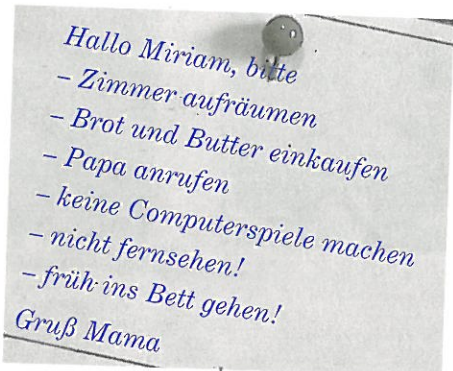 Hallo Miriam, bitte
– Zimmer aufräumen
– Brot und Butter einkaufen
– Papa anrufen
– keine Computerspiele machen
– nicht fernsehen!
– früh ins Bett gehen!
Gruß Mama